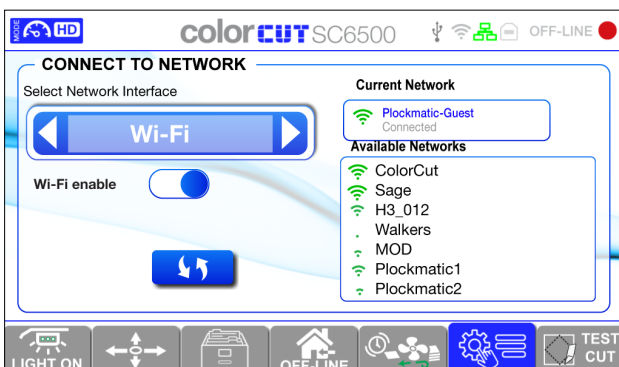 MODE HD colorCUT SC6500 OFF-LINE
CONNECT TO NETWORK
Select Network Interface
Wi-Fi
Wi-Fi enable
Current Network
Plockmatic-Guest
Connected
Available Networks
ColorCut
Sage
H3_012
Walkers
MOD
Plockmatic1
Plockmatic2
LIGHT ON
OFF-LINE
TEST
CUT